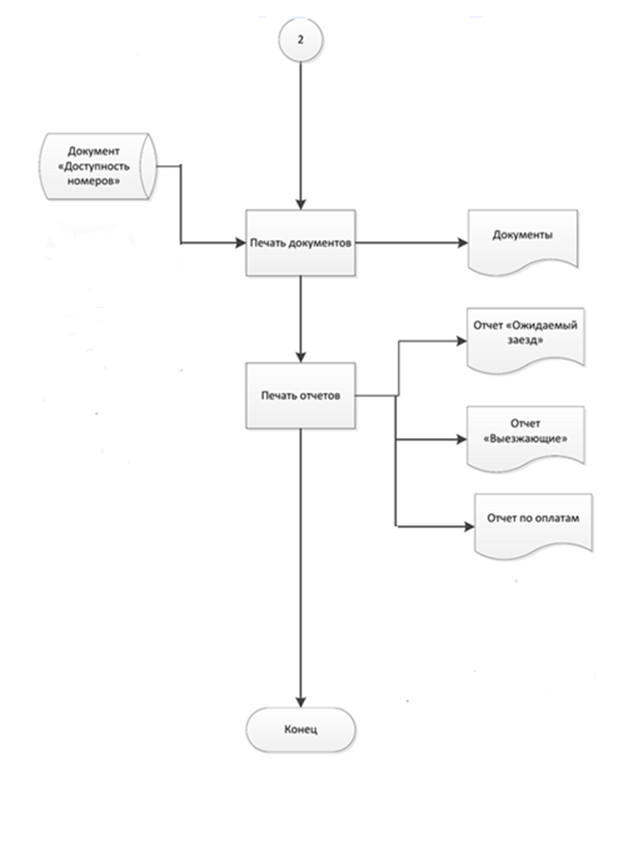 2
Документ
«Доступность
номеров»
Печать документов
Документы
Отчет «Ожидаемый
заезд»
Печать отчетов
Отчет
«Выезжающие»
Отчет по оплатам
Конец